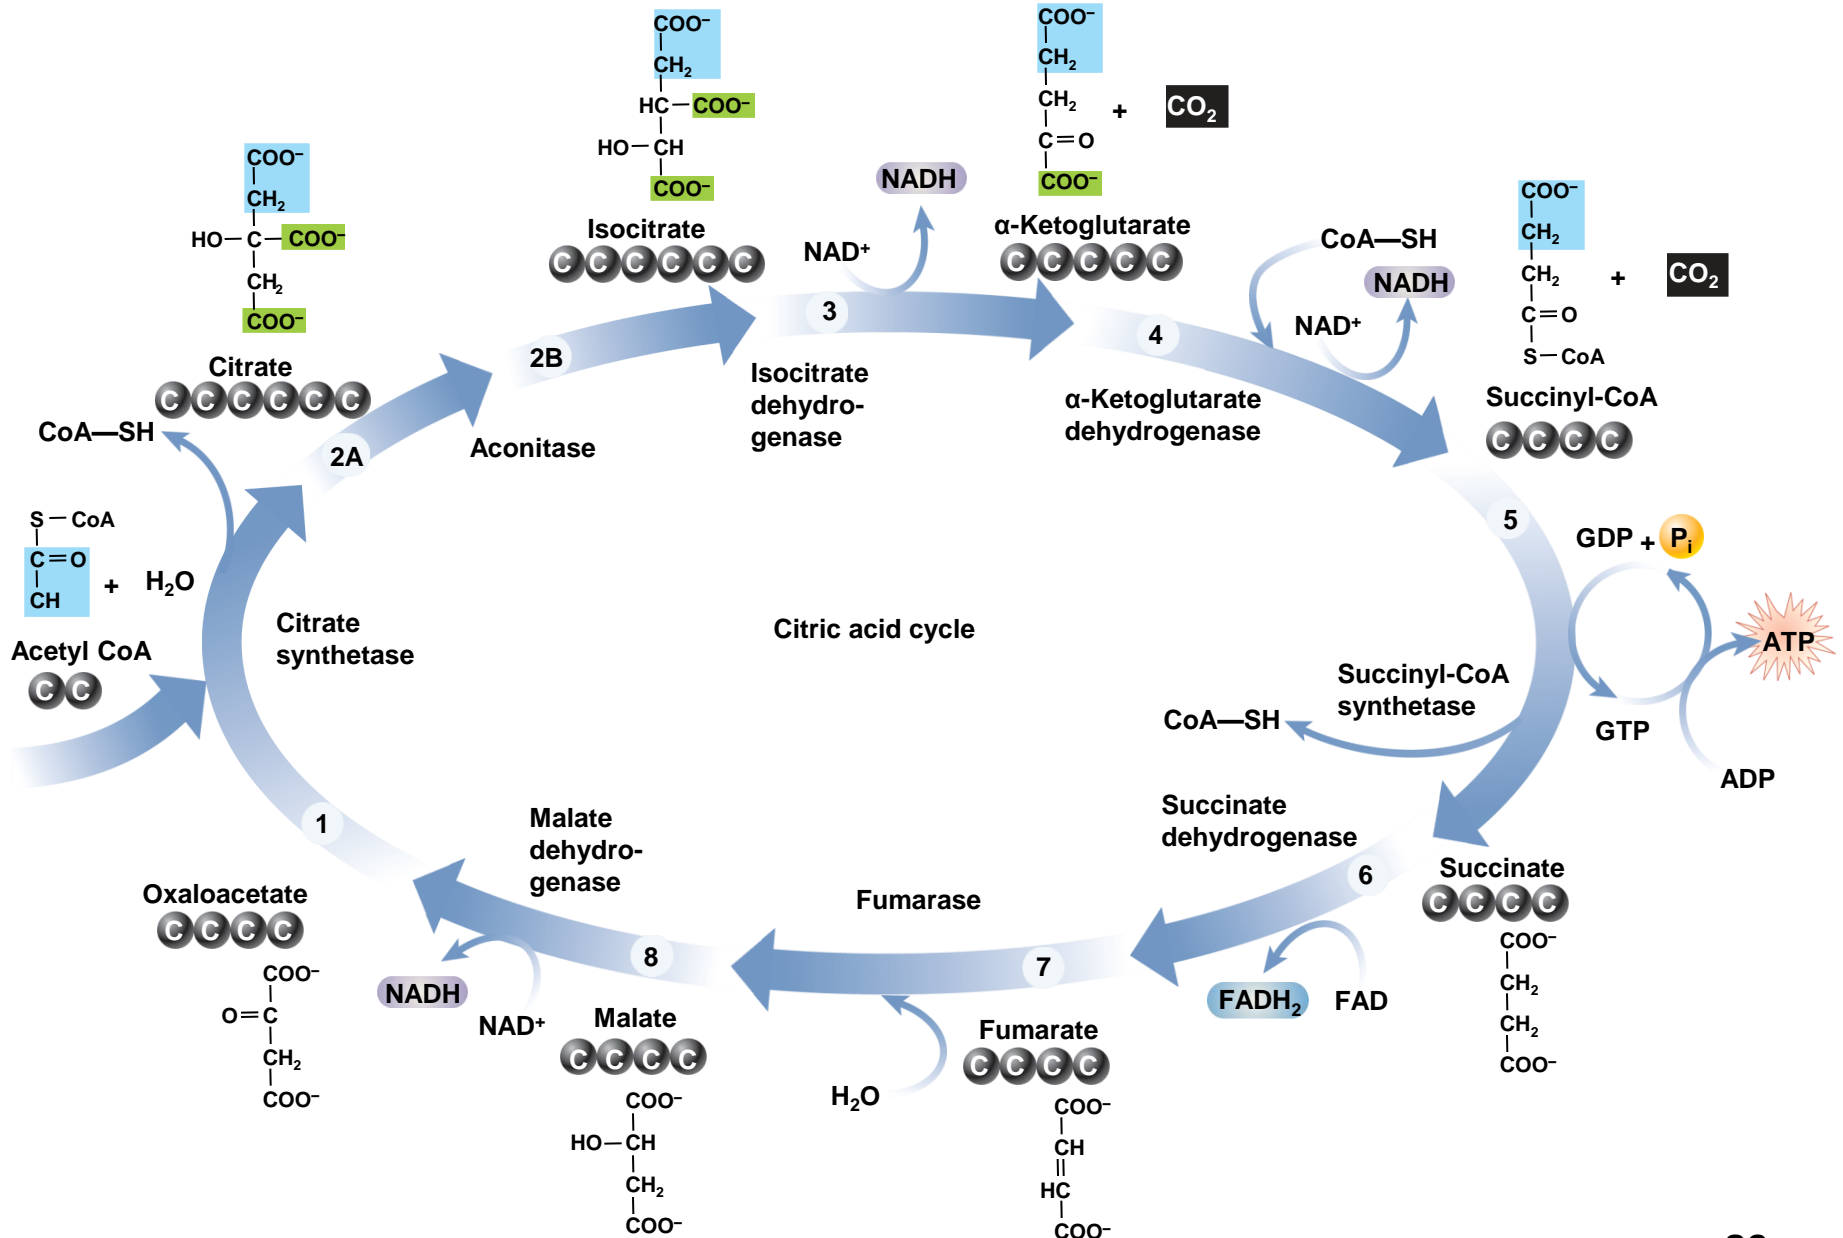 COO–
CH2
HC—COO–
HO—CH
COO–
Isocitrate
C C C C C C
COO–
CH2
CH2
C=O
COO–
+ CO2
α-Ketoglutarate
C C C C C
COO–
CH2
HO—C—COO–
CH2
COO–
Citrate
C C C C C C
NADH
NAD+
3
Isocitrate
dehydro-
genase
CoA—SH
NADH
NAD+
4
α-Ketoglutarate
dehydrogenase
COO–
CH2
CH2
C=O
S—CoA
+ CO2
Succinyl-CoA
C C C C
2B
2A
Aconitase
CoA—SH
S—CoA
C=O
CH
+ H2O
Acetyl CoA
C C
Citrate
synthetase
Citric acid cycle
5
GDP + Pi
ATP
GTP
ADP
Succinyl-CoA
synthetase
CoA—SH
Succinate
dehydrogenase
6
Succinate
C C C C
COO–
CH2
CH2
COO–
FADH2
FAD
Fumarase
7
Fumarate
C C C C
COO–
CH
HC
COO–
H2O
Malate
dehydro-
genase
8
NADH
NAD+
Malate
C C C C
COO–
HO—CH
CH2
COO–
1
Oxaloacetate
C C C C
COO–
O=C
CH2
COO–